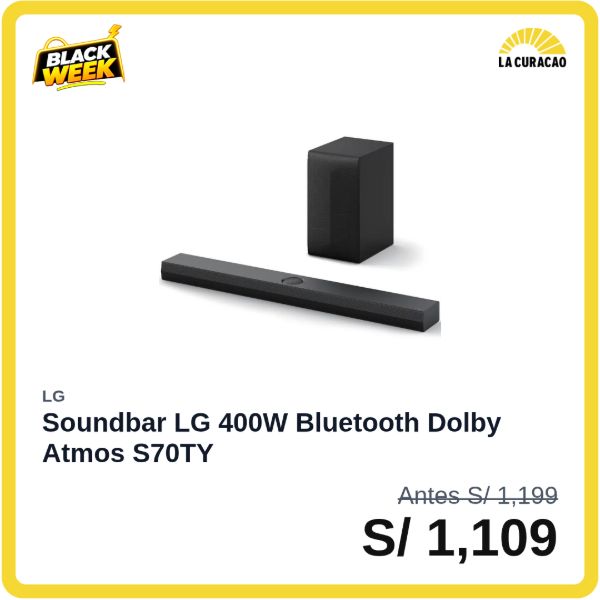 BLACK
WEEK
LA CURACAO
LG
Soundbar LG 400W Bluetooth Dolby
Atmos S70TY
Antes S/ 1,199
S/ 1,109